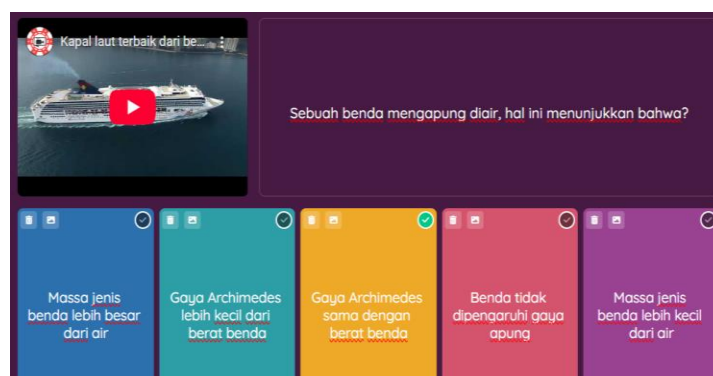 Kapal laut terbaik dari be...
Sebuah benda mengapung diair, hal ini menunjukkan bahwa?
Massa jenis
benda lebih besar
dari air
Gaya Archimedes
lebih kecil dari
berat benda
Gaya Archimedes
sama dengan
berat benda
Benda tidak
dipengaruhi gaya
apung
Massa jenis
benda lebih kecil
dari air